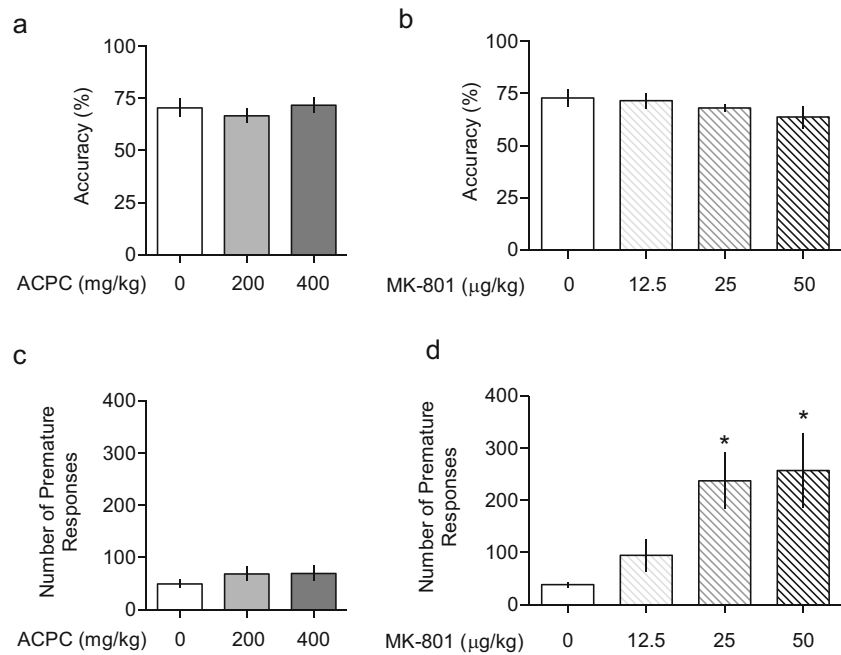 a
Accuracy (%)
100
75
50
25
0
ACPC (mg/kg) 0 200 400
b
Accuracy (%)
100
75
50
75
0
MK-801 (μg/kg) 0 12.5 25 50
c
Number of Premature
Responses
400
300
200
100
0
ACPC (mg/kg) 0 200 400
d
Number of Premature
Responses
400
300
200
100
0
* *
MK-801 (μg/kg) 0 12.5 25 50